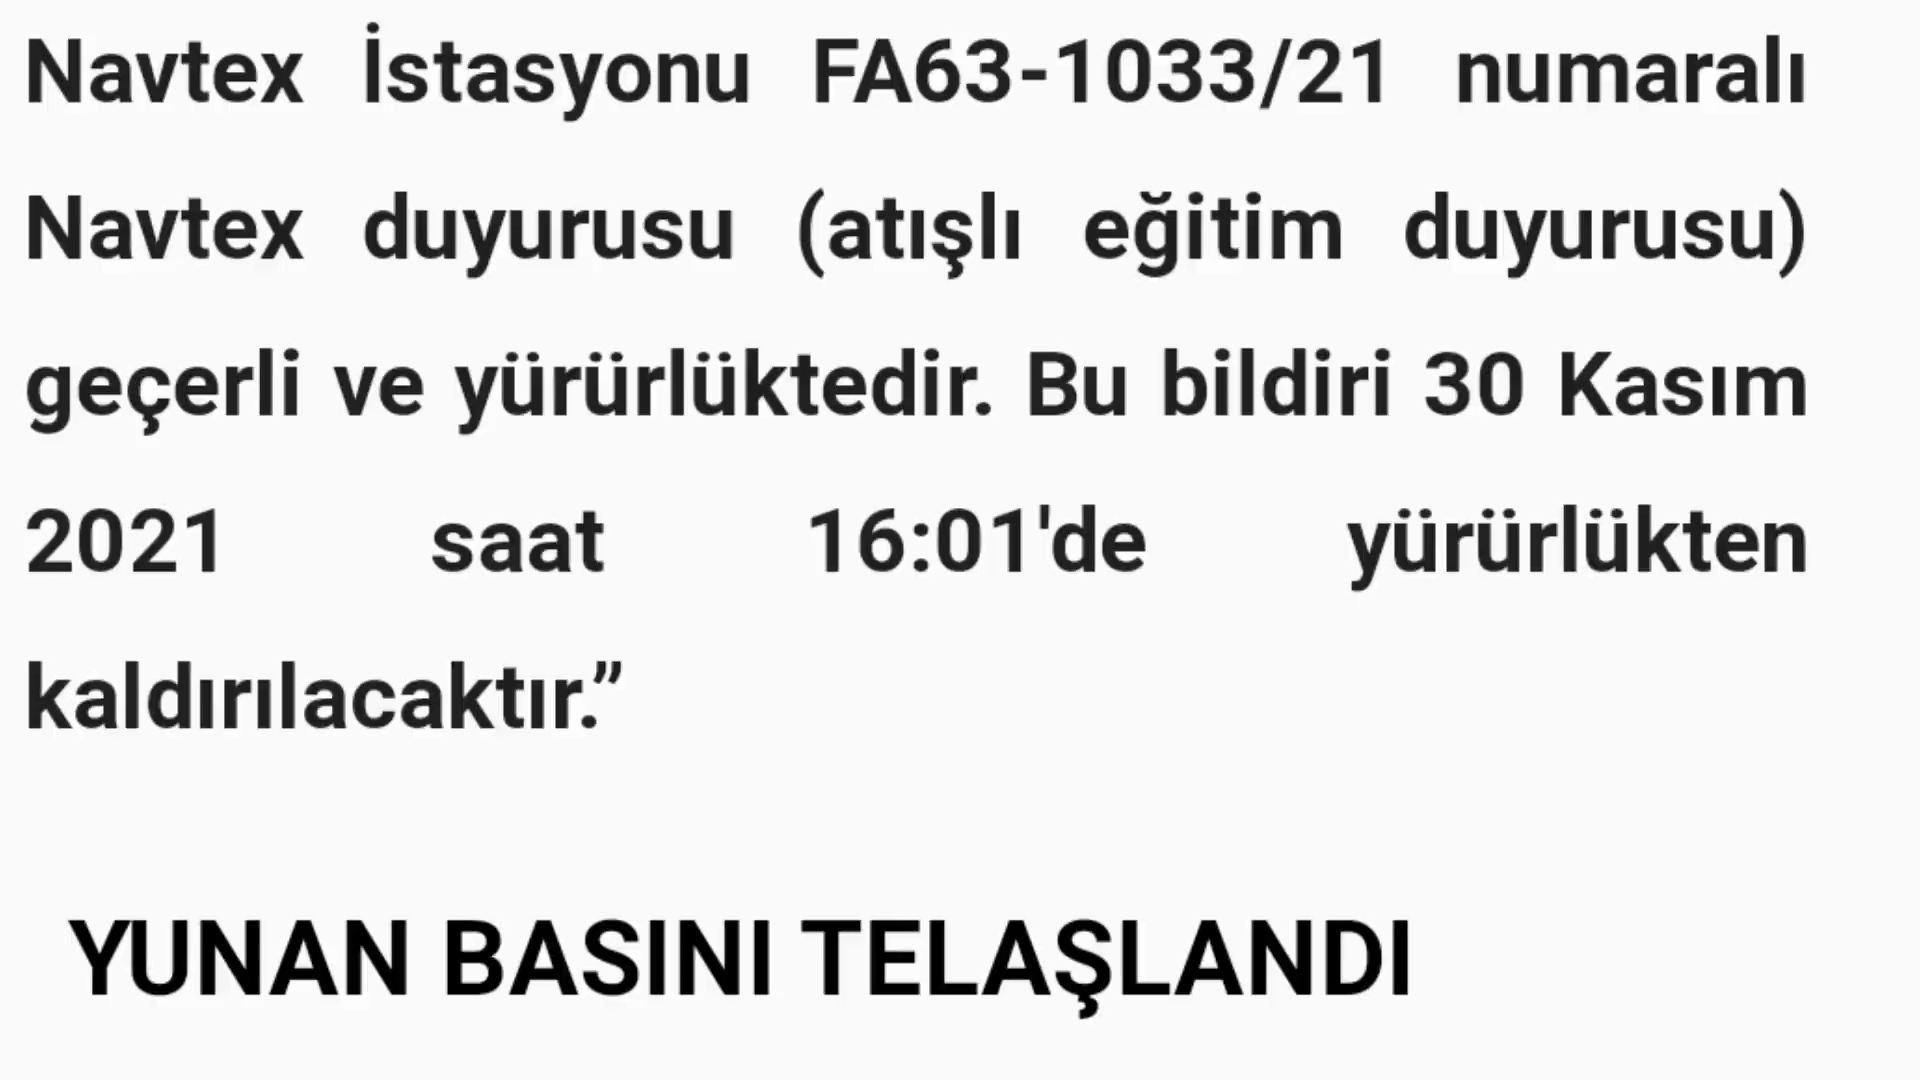 Navtex İstasyonu FA63-1033/21 numaralı
Navtex duyurusu (atışlı eğitim duyurusu)
geçerli ve yürürlüktedir. Bu bildiri 30 Kasım
2021 saat 16:01'de yürürlükten
kaldırılacaktır.”
YUNAN BASINI TELAŞLANDI